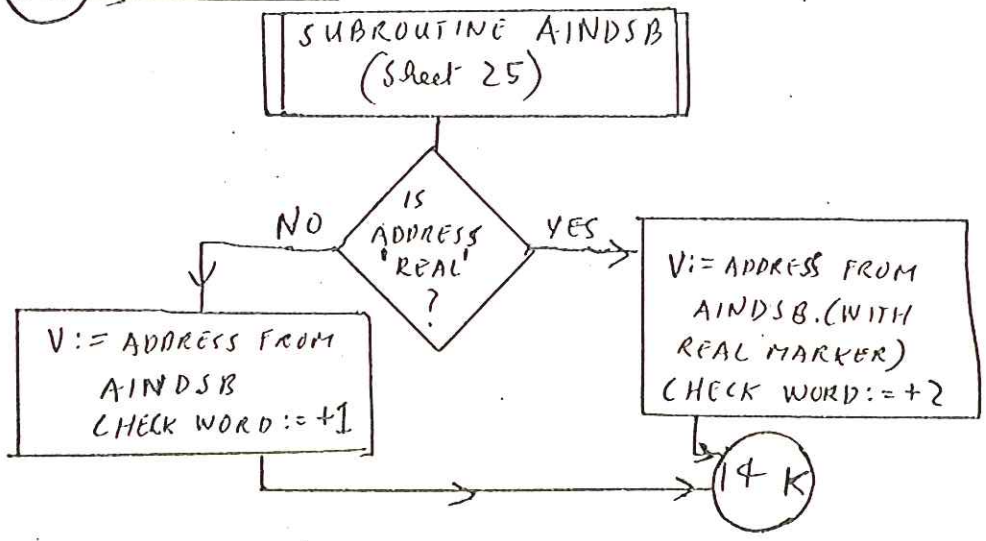 SUBROUTINE AINDSB
(Sheet 25)
IS
ADDRESS
'REAL'
?
NO
YES
V:= ADDRESS FROM
AINDSB
CHECK WORD:= +1
V:= ADDRESS FROM
AINDSB.(WITH
REAL MARKER)
CHECK WORD:= +2
14 K